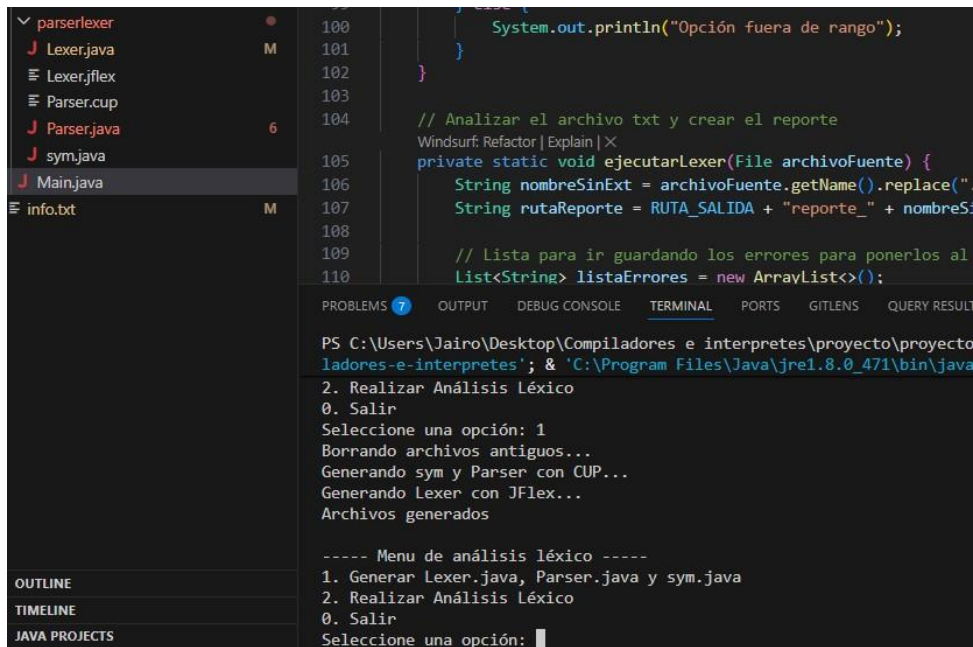 parserlexer
Lexer.java M
Lexer.jflex
Parser.cup
Parser.java 6
sym.java
Main.java
info.txt M
OUTLINE
TIMELINE
JAVA PROJECTS
100 System.out.println("Opción fuera de rango");
101 }
102 }
103
104 // Analizar el archivo txt y crear el reporte
Windsurf: Refactor | Explain | ×
105 private static void ejecutarLexer(File archivoFuente) {
106 String nombreSinExt = archivoFuente.getName().replace(".
107 String rutaReporte = RUTA_SALIDA + "reporte_" + nombreSi
108
109 // Lista para ir guardando los errores para ponerlos al
110 List<String> listaErrores = new ArrayList<>();
PROBLEMS 7 OUTPUT DEBUG CONSOLE TERMINAL PORTS GITLENS QUERY RESULT
PS C:\Users\Jairo\Desktop\Compiladores e interpretes\proyecto\proyecto
ladores-e-interpretes'; & 'C:\Program Files\Java\jre1.8.0_471\bin\java
2. Realizar Análisis Léxico
0. Salir
Seleccione una opción: 1
Borrando archivos antiguos...
Generando sym y Parser con CUP...
Generando Lexer con JFlex...
Archivos generados
----- Menu de análisis léxico -----
1. Generar Lexer.java, Parser.java y sym.java
2. Realizar Análisis Léxico
0. Salir
Seleccione una opción: